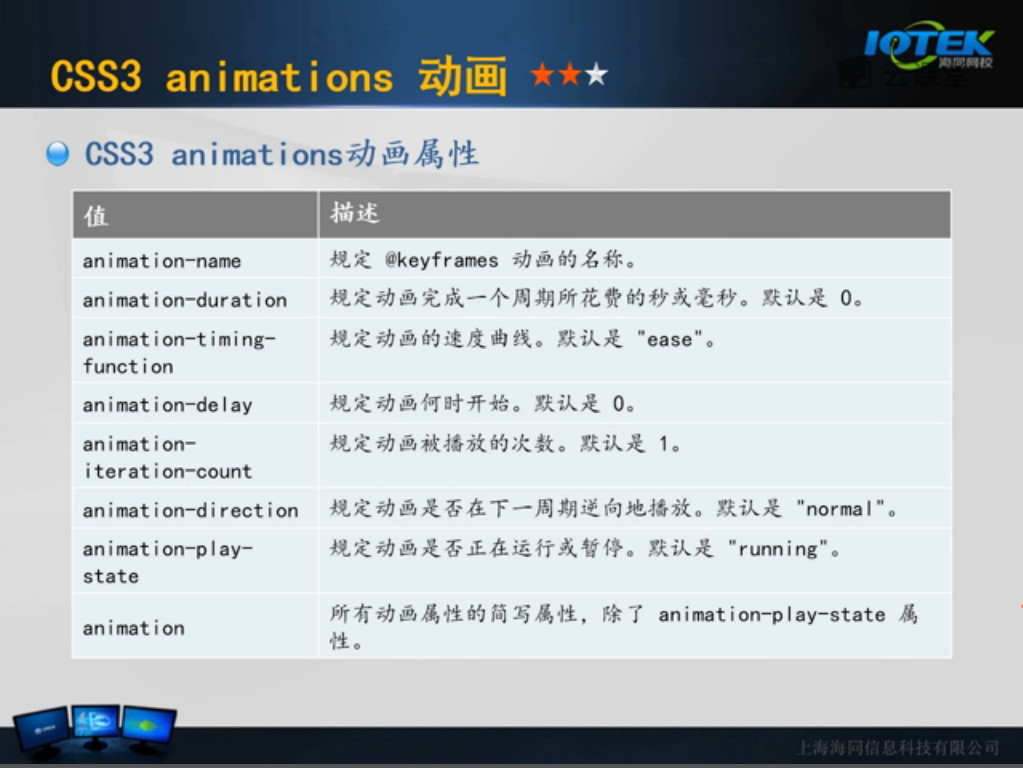 CSS3 animations 动画
IOTEK
海同网校
云课堂
CSS3 animations动画属性
值
描述
animation-name
规定 @keyframes 动画的名称。
animation-duration
规定动画完成一个周期所花费的秒或毫秒。默认是 0。
animation-timing-
function
规定动画的速度曲线。默认是 "ease"。
animation-delay
规定动画何时开始。默认是 0。
animation-
iteration-count
规定动画被播放的次数。默认是 1。
animation-direction
规定动画是否在下一周期逆向地播放。默认是 "normal"。
animation-play-
state
规定动画是否正在运行或暂停。默认是 "running"。
animation
所有动画属性的简写属性，除了 animation-play-state 属
性。
上海海同信息科技有限公司